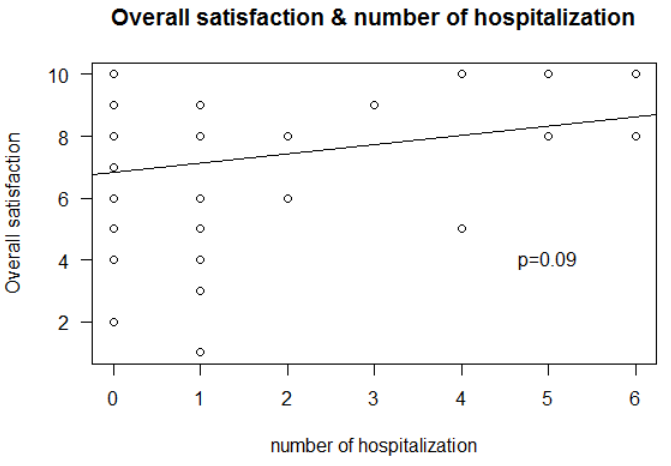 Overall satisfaction & number of hospitalization
10
8
6
4
2
Overall satisfaction
p=0.09
0 1 2 3 4 5 6
number of hospitalization